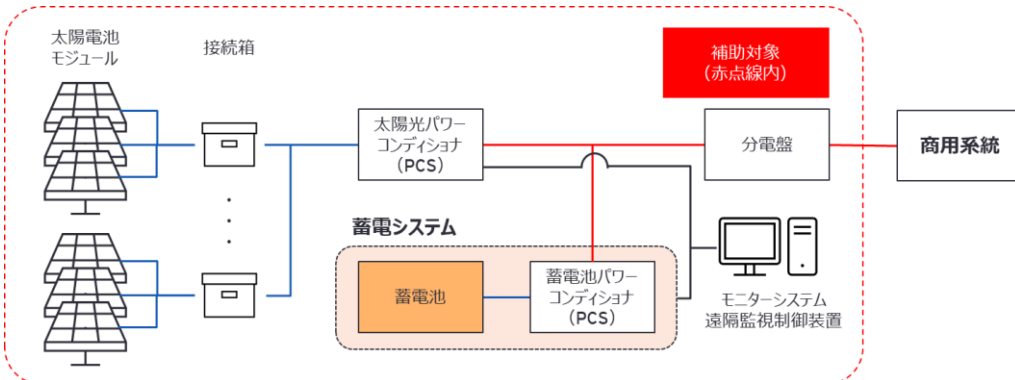 太陽電池
モジュール
接続箱
補助対象
（赤点線内）
太陽光パワー
コンディショナ
（PCS）
分電盤
商用系統
蓄電システム
蓄電池
蓄電池パワー
コンディショナ
（PCS）
モニターシステム
遠隔監視制御装置